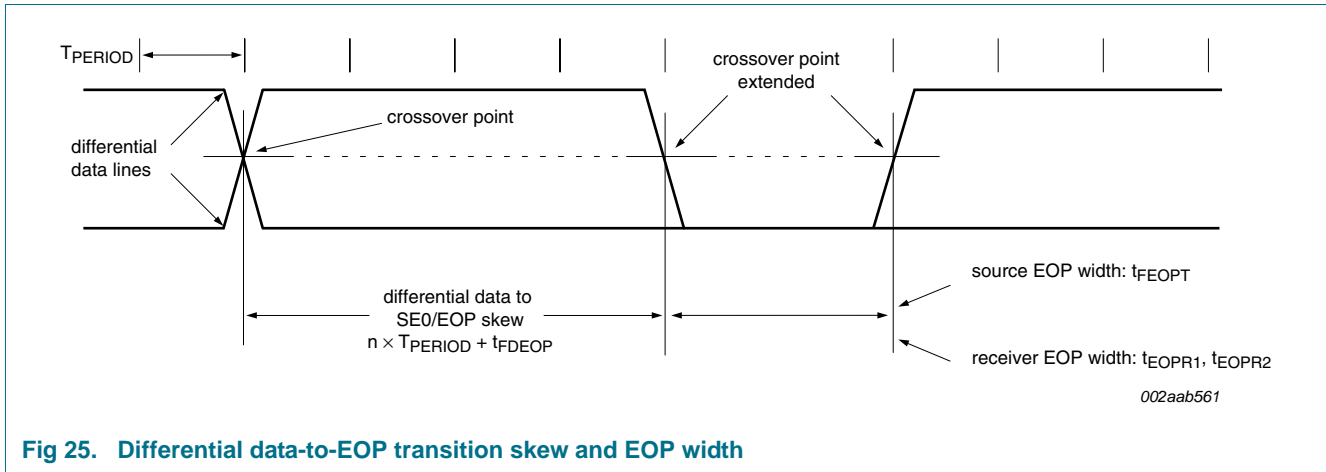 TPERIOD
crossover point
extended
crossover point
differential
data lines
source EOP width: tFEOPT
differential data to
SE0/EOP skew
n × TPERIOD + tFDEOP
receiver EOP width: tEOPR1, tEOPR2
002aab561
Fig 25. Differential data-to-EOP transition skew and EOP width